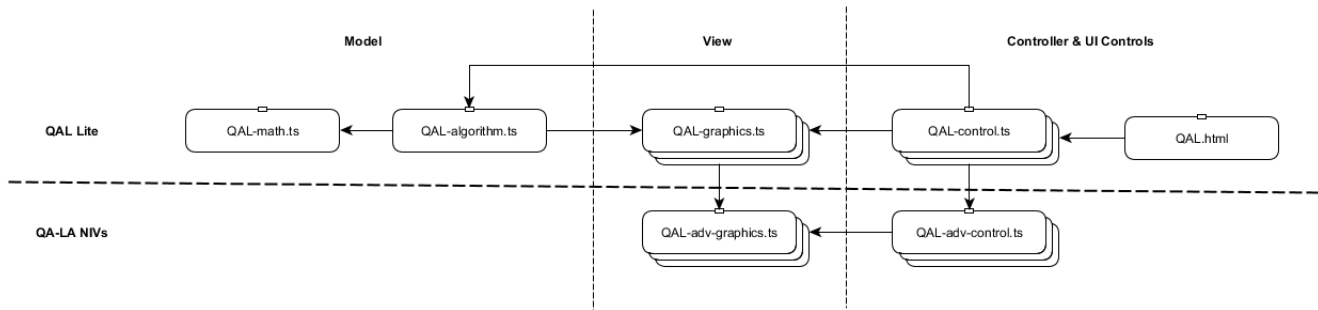 Model
View
Controller & UI Controls
QAL Lite
QAL-math.ts
QAL-algorithm.ts
QAL-graphics.ts
QAL-control.ts
QAL.html
QA-LA NIVs
QAL-adv-graphics.ts
QAL-adv-control.ts